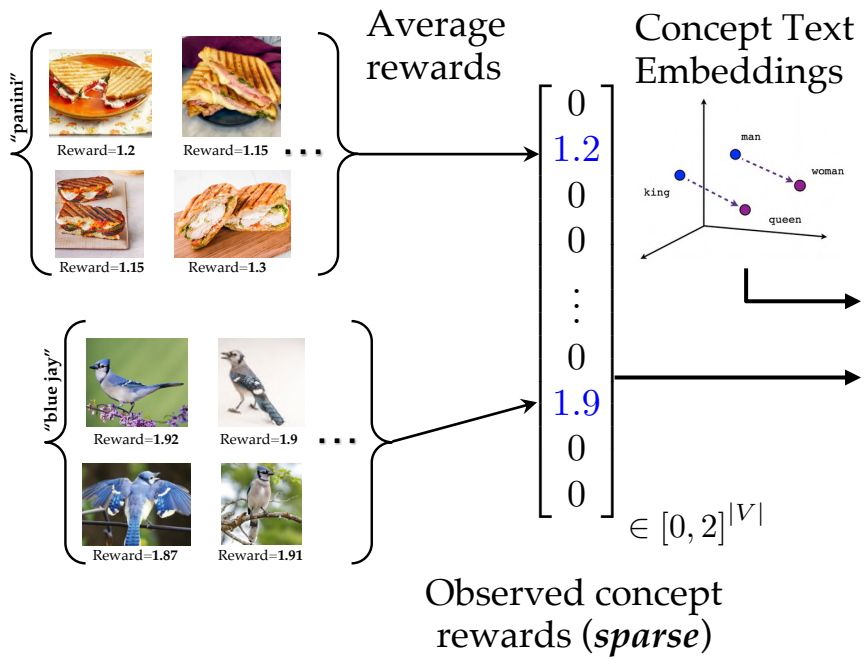 Average
rewards
Concept Text
Embeddings
"panini"
Reward=1.2
Reward=1.15
...
Reward=1.15
Reward=1.3
"blue jay"
Reward=1.92
Reward=1.9
...
Reward=1.87
Reward=1.91
0
1.2
0
0
⋮
0
1.9
0
0
∈ [0, 2]^|V|
man
woman
king
queen
Observed concept
rewards (sparse)